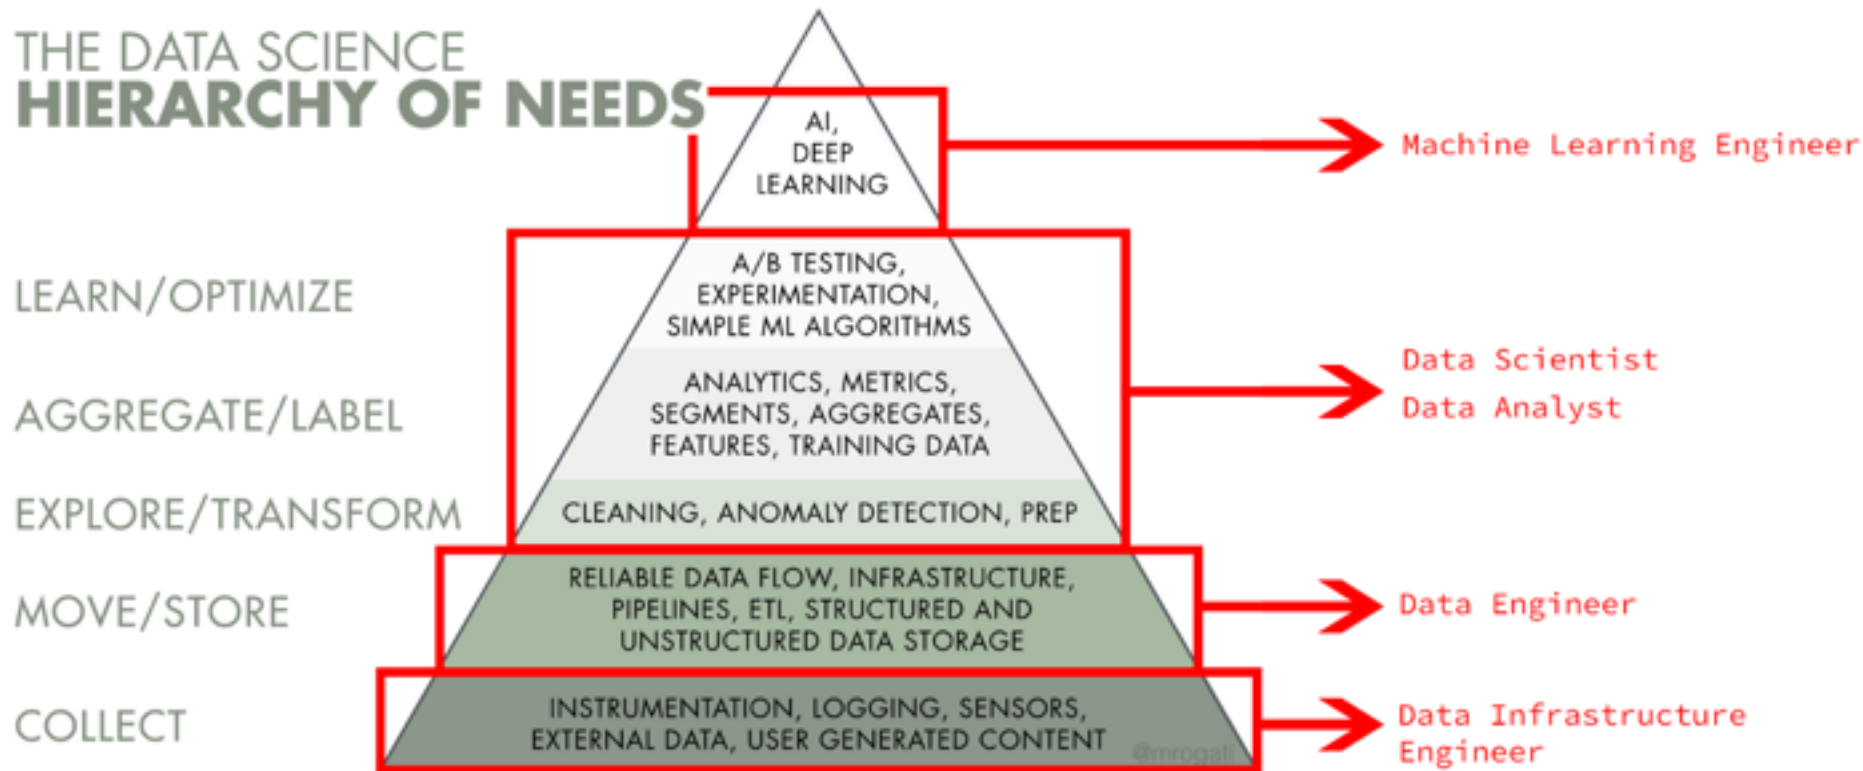 THE DATA SCIENCE
HIERARCHY OF NEEDS
AI,
DEEP
LEARNING
Machine Learning Engineer
LEARN/OPTIMIZE
A/B TESTING,
EXPERIMENTATION,
SIMPLE ML ALGORITHMS
AGGREGATE/LABEL
ANALYTICS, METRICS,
SEGMENTS, AGGREGATES,
FEATURES, TRAINING DATA
Data Scientist
Data Analyst
EXPLORE/TRANSFORM
CLEANING, ANOMALY DETECTION, PREP
MOVE/STORE
RELIABLE DATA FLOW, INFRASTRUCTURE,
PIPELINES, ETL, STRUCTURED AND
UNSTRUCTURED DATA STORAGE
Data Engineer
COLLECT
INSTRUMENTATION, LOGGING, SENSORS,
EXTERNAL DATA, USER GENERATED CONTENT
@mrogati
Data Infrastructure
Engineer